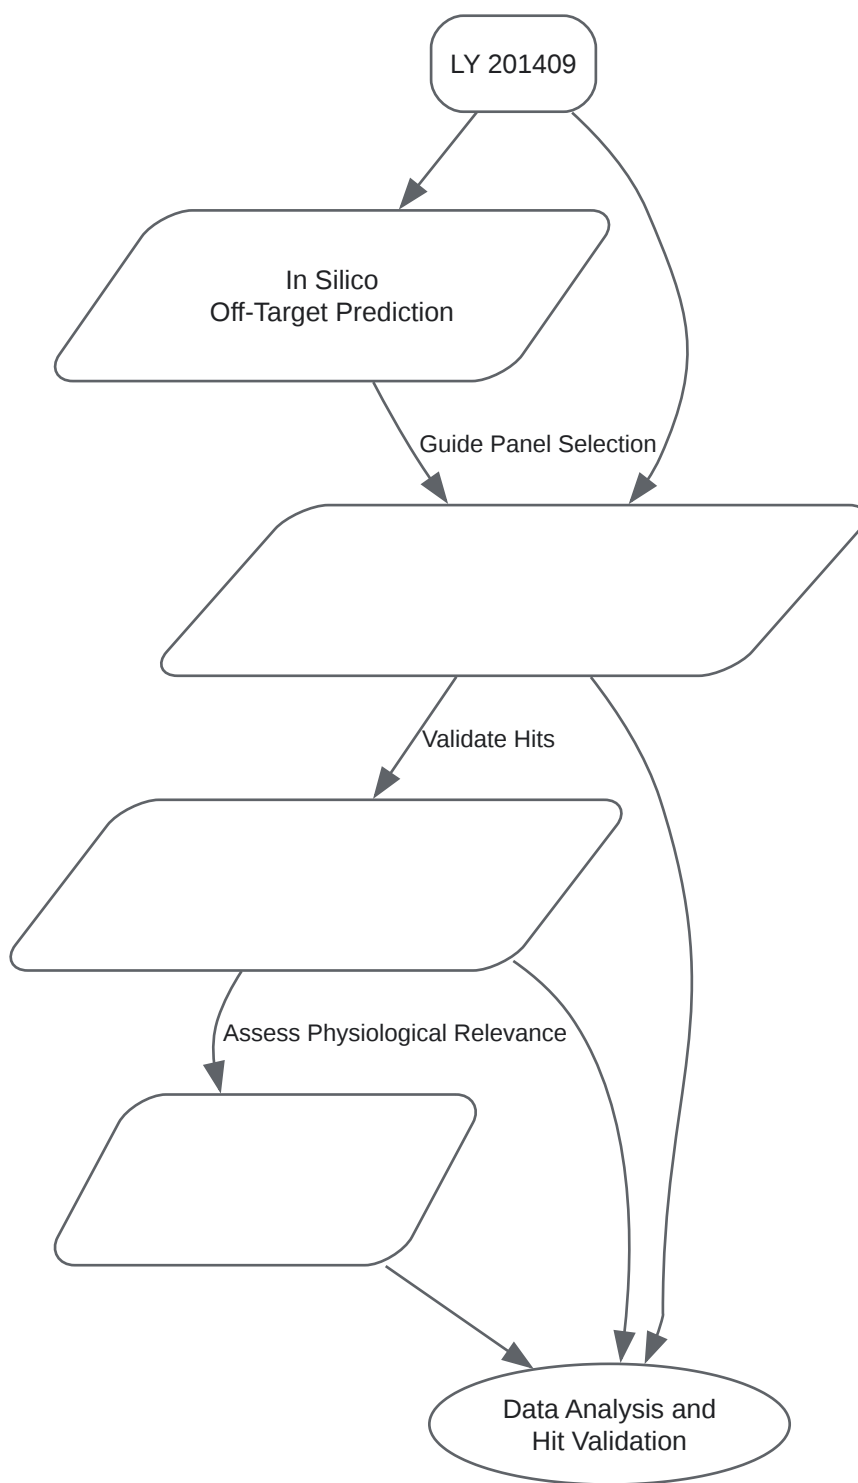 LY 201409
In Silico
Off-Target Prediction
Guide Panel Selection
Validate Hits
Assess Physiological Relevance
Data Analysis and
Hit Validation